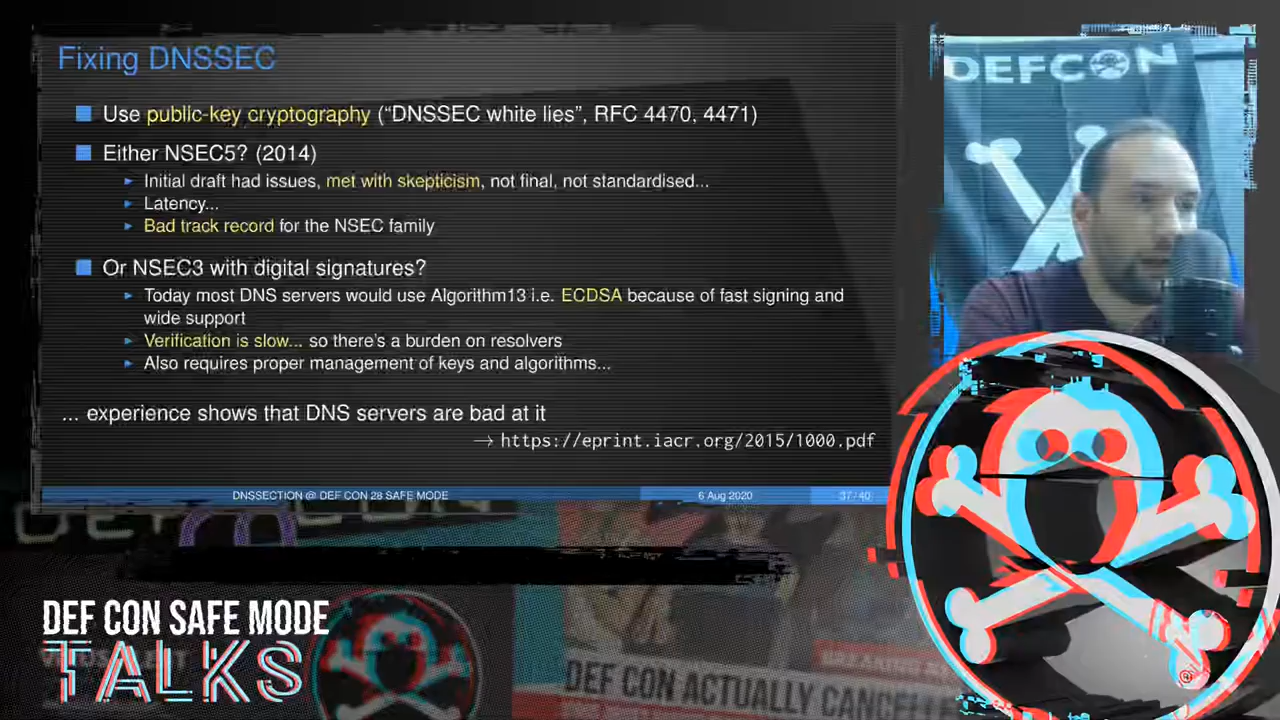 Fixing DNSSEC
Use public-key cryptography ("DNSSEC white lies", RFC 4470, 4471)
Either NSEC5? (2014)
Initial draft had issues, met with skepticism, not final, not standardised...
Latency...
Bad track record for the NSEC family
Or NSEC3 with digital signatures?
Today most DNS servers would use Algorithm13 i.e. ECDSA because of fast signing and
wide support
Verification is slow... so there's a burden on resolvers
Also requires proper management of keys and algorithms...
... experience shows that DNS servers are bad at it
→ https://eprint.iacr.org/2015/1000.pdf
DNSSECTION @ DEF CON 28 SAFE MODE
6 Aug 2020
37 / 40
DEFCON
DEF CON
DEF CON SAFE MODE
TALKS
BREAKING
DEF CON ACTUALLY